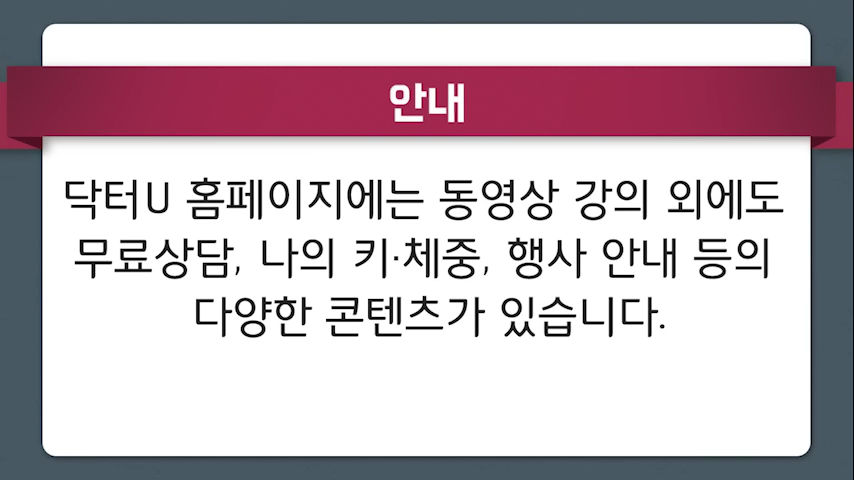 안내
닥터U 홈페이지에는 동영상 강의 외에도
무료상담, 나의 키·체중, 행사 안내 등의
다양한 콘텐츠가 있습니다.